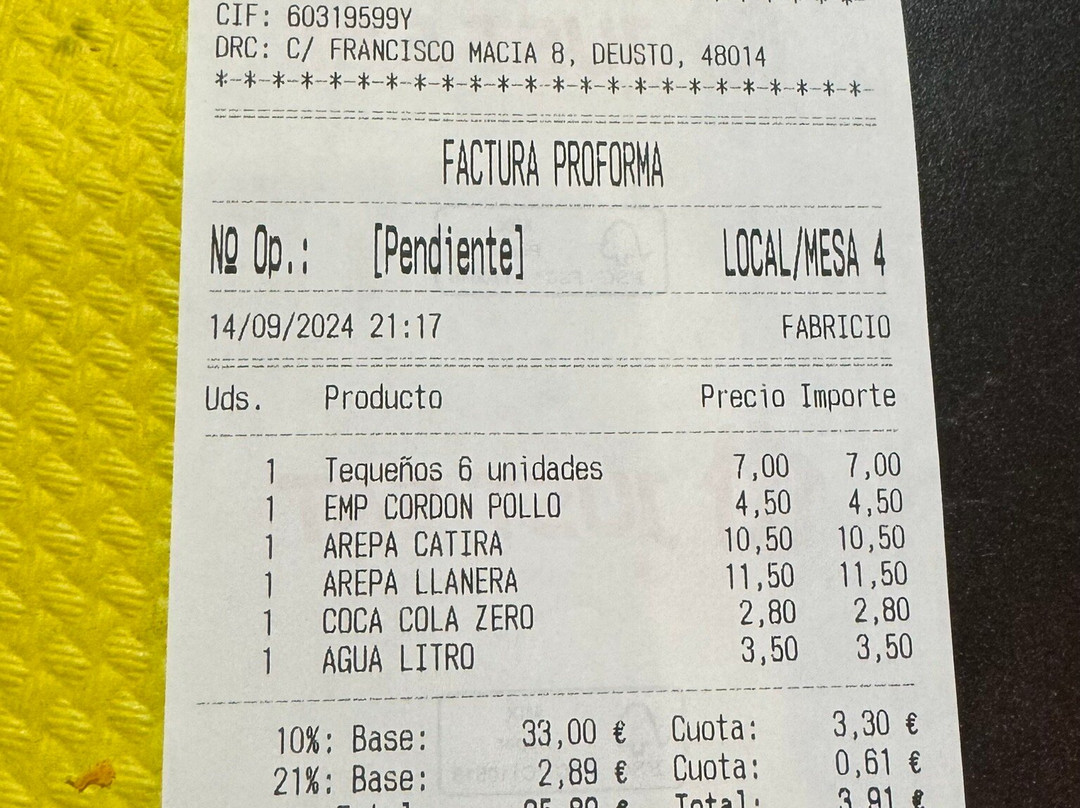 CIF: 60319599Y
DRC: C/ FRANCISCO MACIA 8, DEUSTO, 48014
*-*-*-*-*-*-*-*-*-*-*-*-*-*-*-*-*-*-*-*-*-*-*-*-
FACTURA PROFORMA
Nº Op.: [Pendiente] LOCAL/MESA 4
14/09/2024 21:17 FABRICIO
Uds. Producto Precio Importe
1 Tequeños 6 unidades 7,00 7,00
1 EMP CORDON POLLO 4,50 4,50
1 AREPA CATIRA 10,50 10,50
1 AREPA LLANERA 11,50 11,50
1 COCA COLA ZERO 2,80 2,80
1 AGUA LITRO 3,50 3,50
10%: Base: 33,00 € Cuota: 3,30 €
21%: Base: 2,89 € Cuota: 0,61 €
Total: 3,91 €